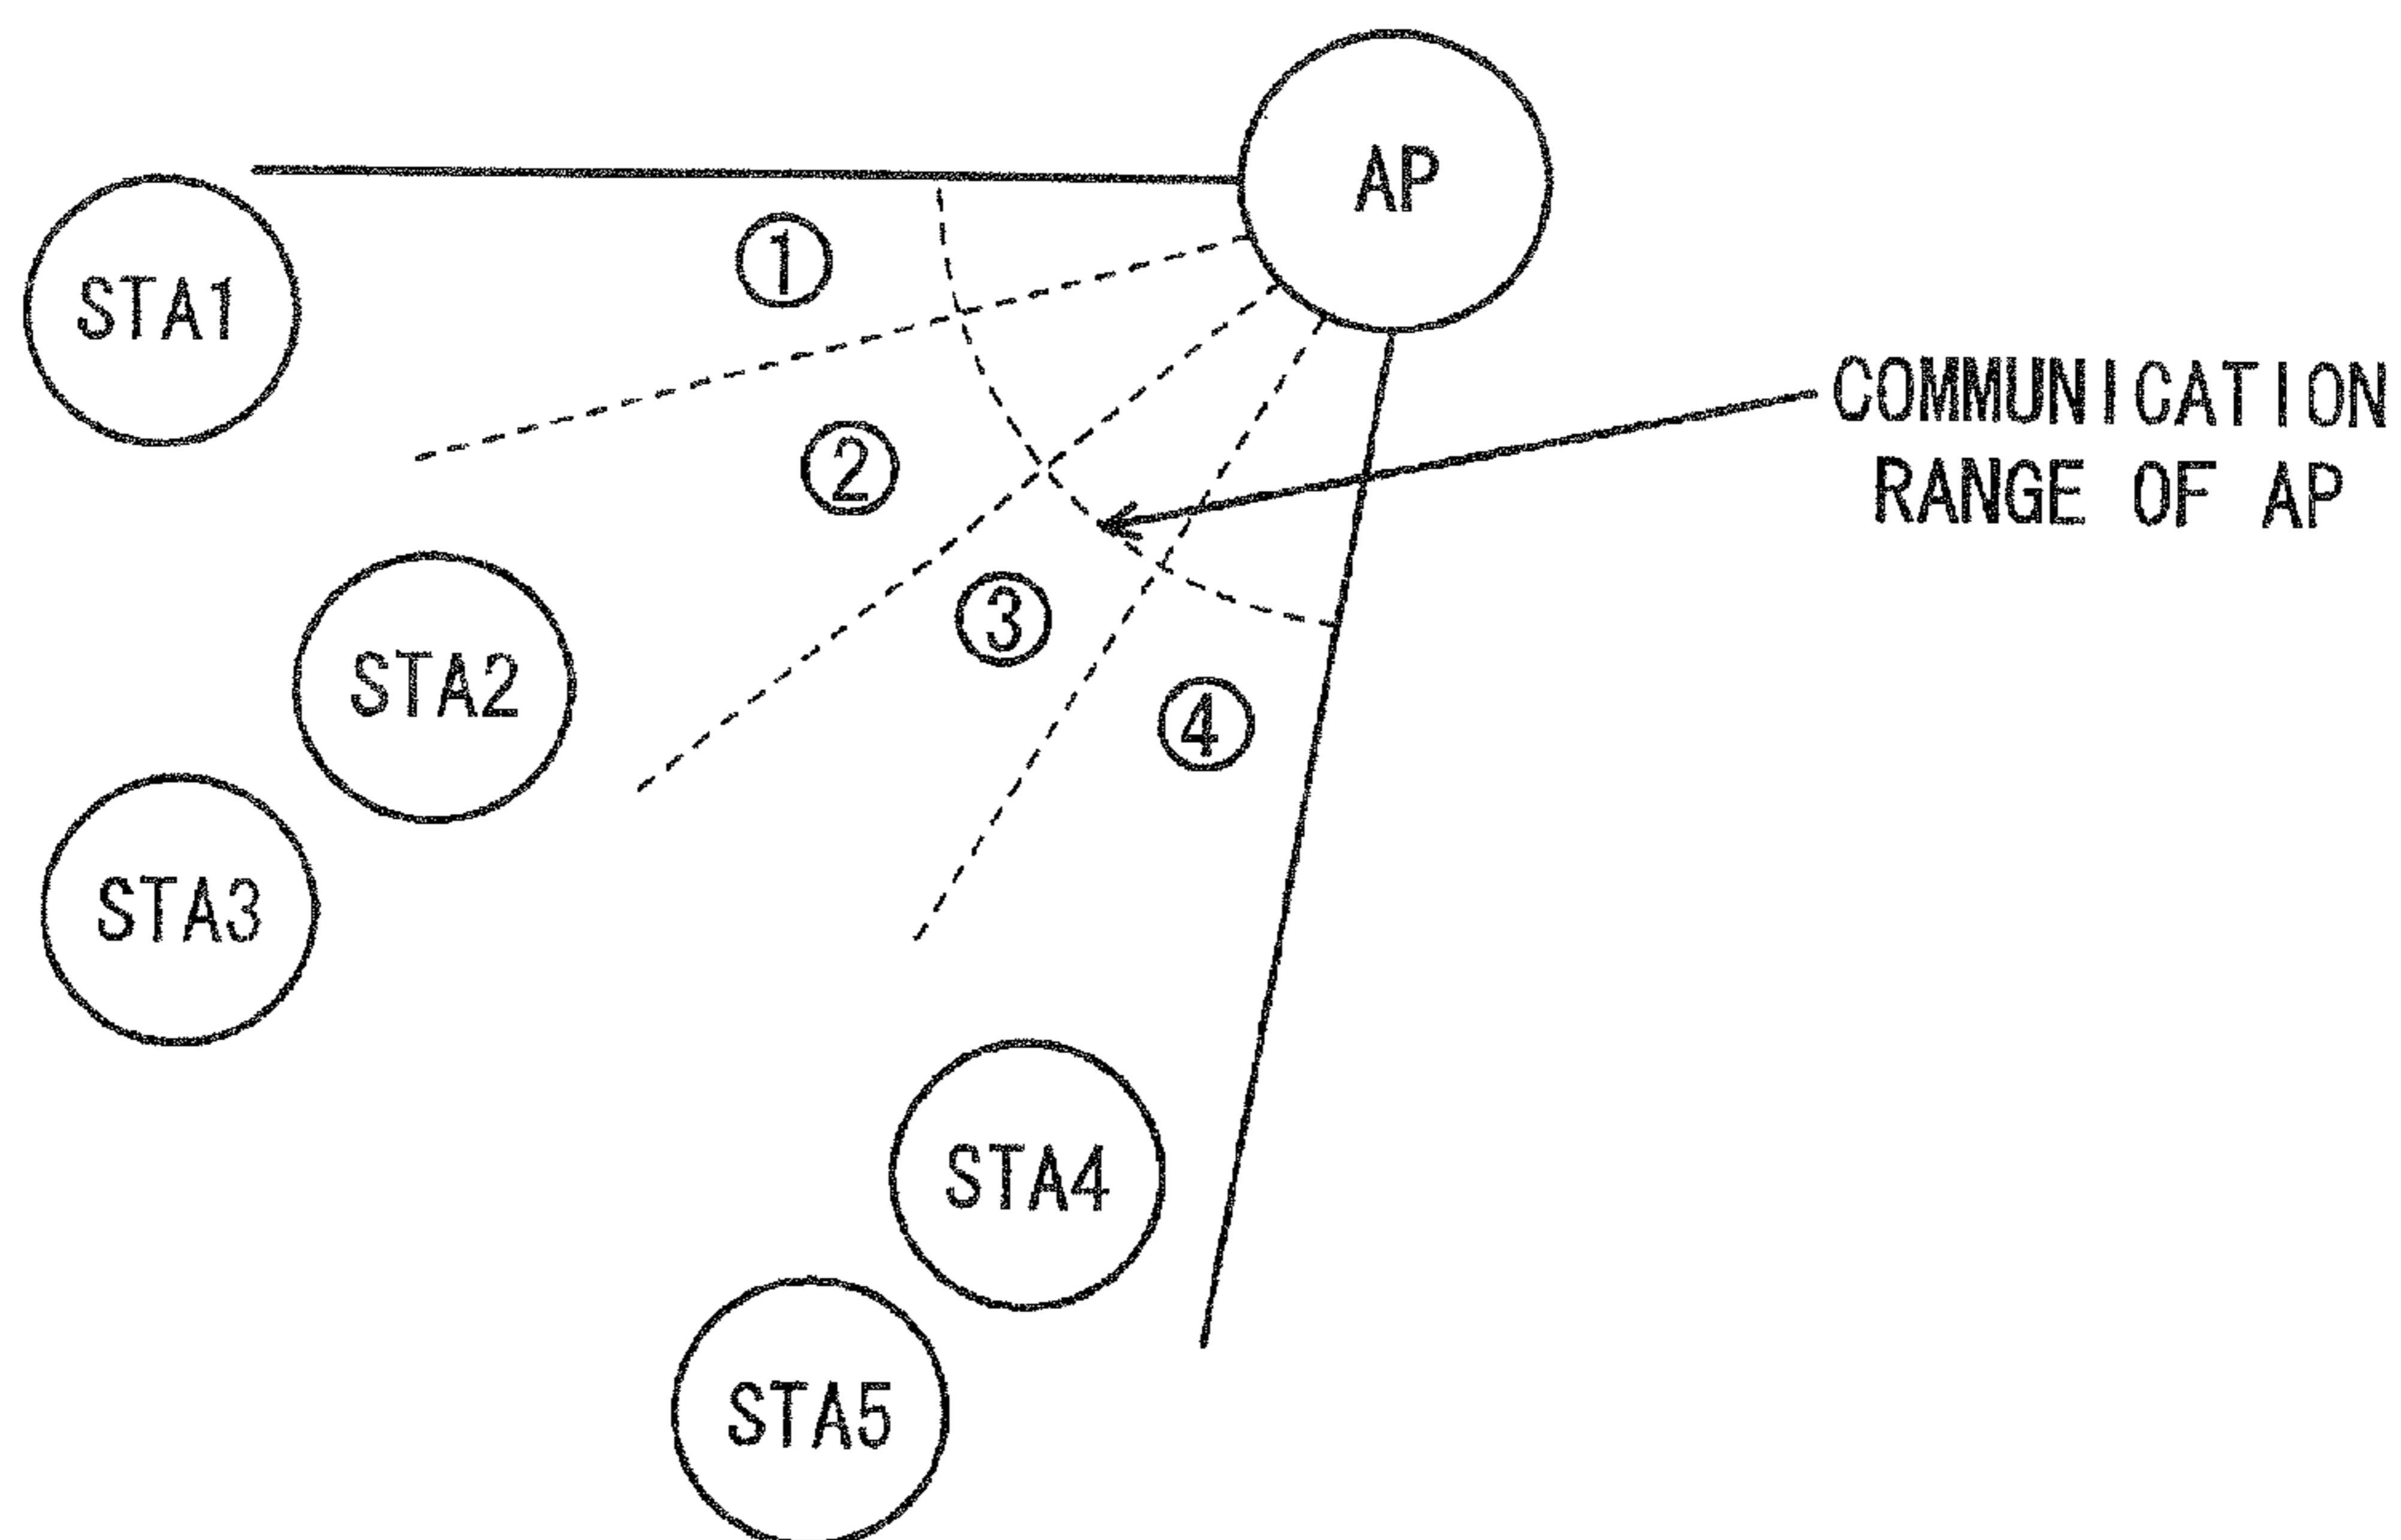 AP
STA1
①
COMMUNICATION
RANGE OF AP
②
③
STA2
④
STA3
STA4
STA5